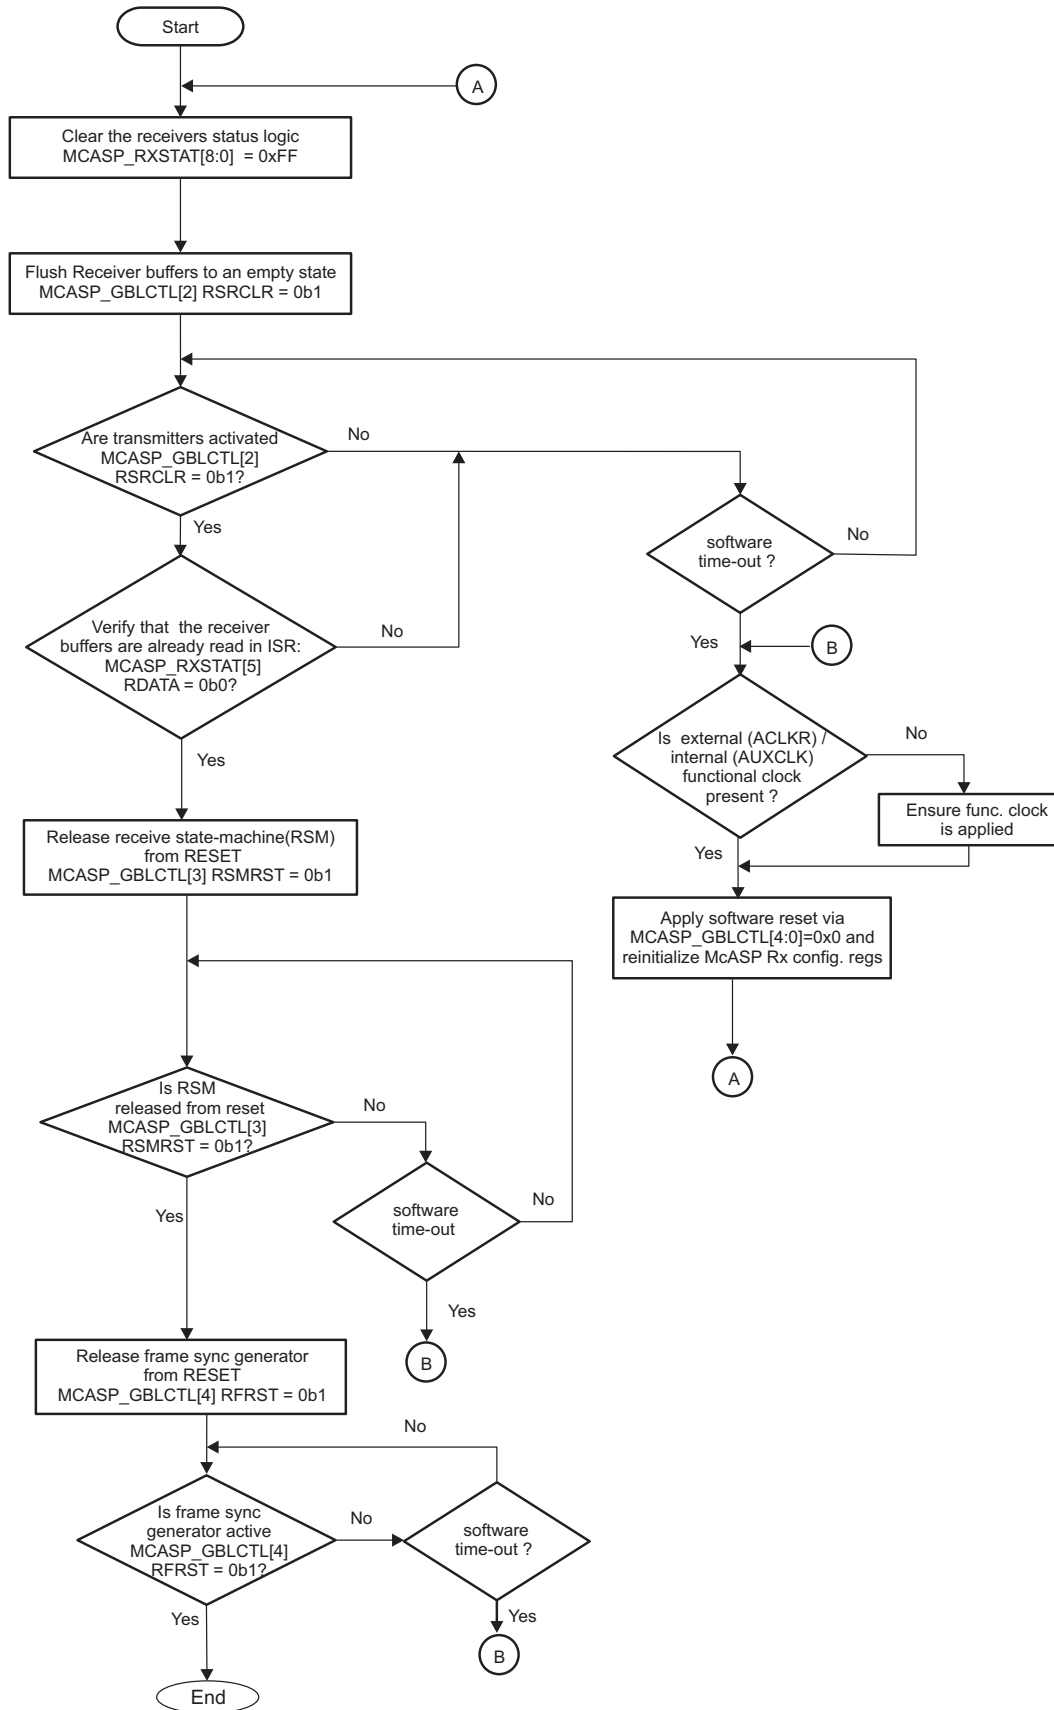 Start
A
Clear the receivers status logic
MCASP_RXSTAT[8:0] = 0xFF
Flush Receiver buffers to an empty state
MCASP_GBLCTL[2] RSRCLR = 0b1
Are transmitters activated
MCASP_GBLCTL[2]
RSRCLR = 0b1?
No
Yes
software
time-out ?
No
Yes
Verify that the receiver
buffers are already read in ISR:
MCASP_RXSTAT[5]
RDATA = 0b0?
No
Yes
B
Is external (ACLKR) /
internal (AUXCLK)
functional clock
present ?
No
Yes
Ensure func. clock
is applied
Release receive state-machine(RSM)
from RESET
MCASP_GBLCTL[3] RSMRST = 0b1
Apply software reset via
MCASP_GBLCTL[4:0]=0x0 and
reinitialize McASP Rx config. regs
A
Is RSM
released from reset
MCASP_GBLCTL[3]
RSMRST = 0b1?
No
Yes
software
time-out
No
Yes
B
Release frame sync generator
from RESET
MCASP_GBLCTL[4] RFRST = 0b1
No
Is frame sync
generator active
MCASP_GBLCTL[4]
RFRST = 0b1?
No
Yes
software
time-out ?
Yes
B
End